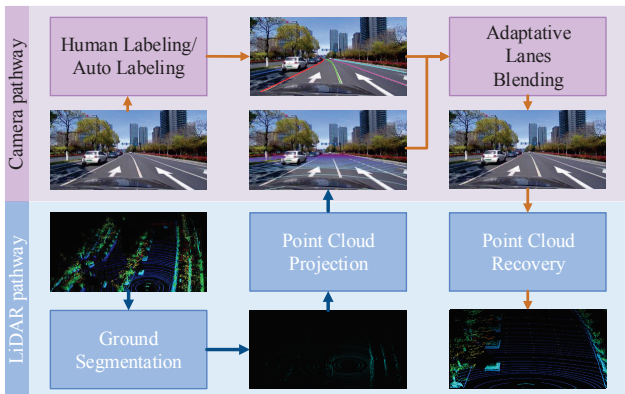 Camera pathway
Human Labeling/
Auto Labeling
Adaptative
Lanes
Blending
LiDAR pathway
Point Cloud
Projection
Point Cloud
Recovery
Ground
Segmentation